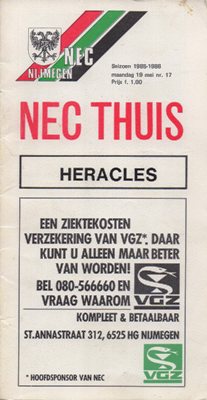 NEC
NIJMEGEN
Seizoen 1985-1986
maandag 19 mei nr. 17
Prijs f. 1.00
NEC THUIS
HERACLES
EEN ZIEKTEKOSTEN
VERZEKERING VAN VGZ*. DAAR
KUNT U ALLEEN MAAR BETER
VAN WORDEN!
BEL 080-566660 EN
VRAAG WAAROM
VGZ
KOMPLEET & BETAALBAAR
ST. ANNASTRAAT 312, 6525 HG NIJMEGEN
* HOOFDSPONSOR VAN NEC
VGZ